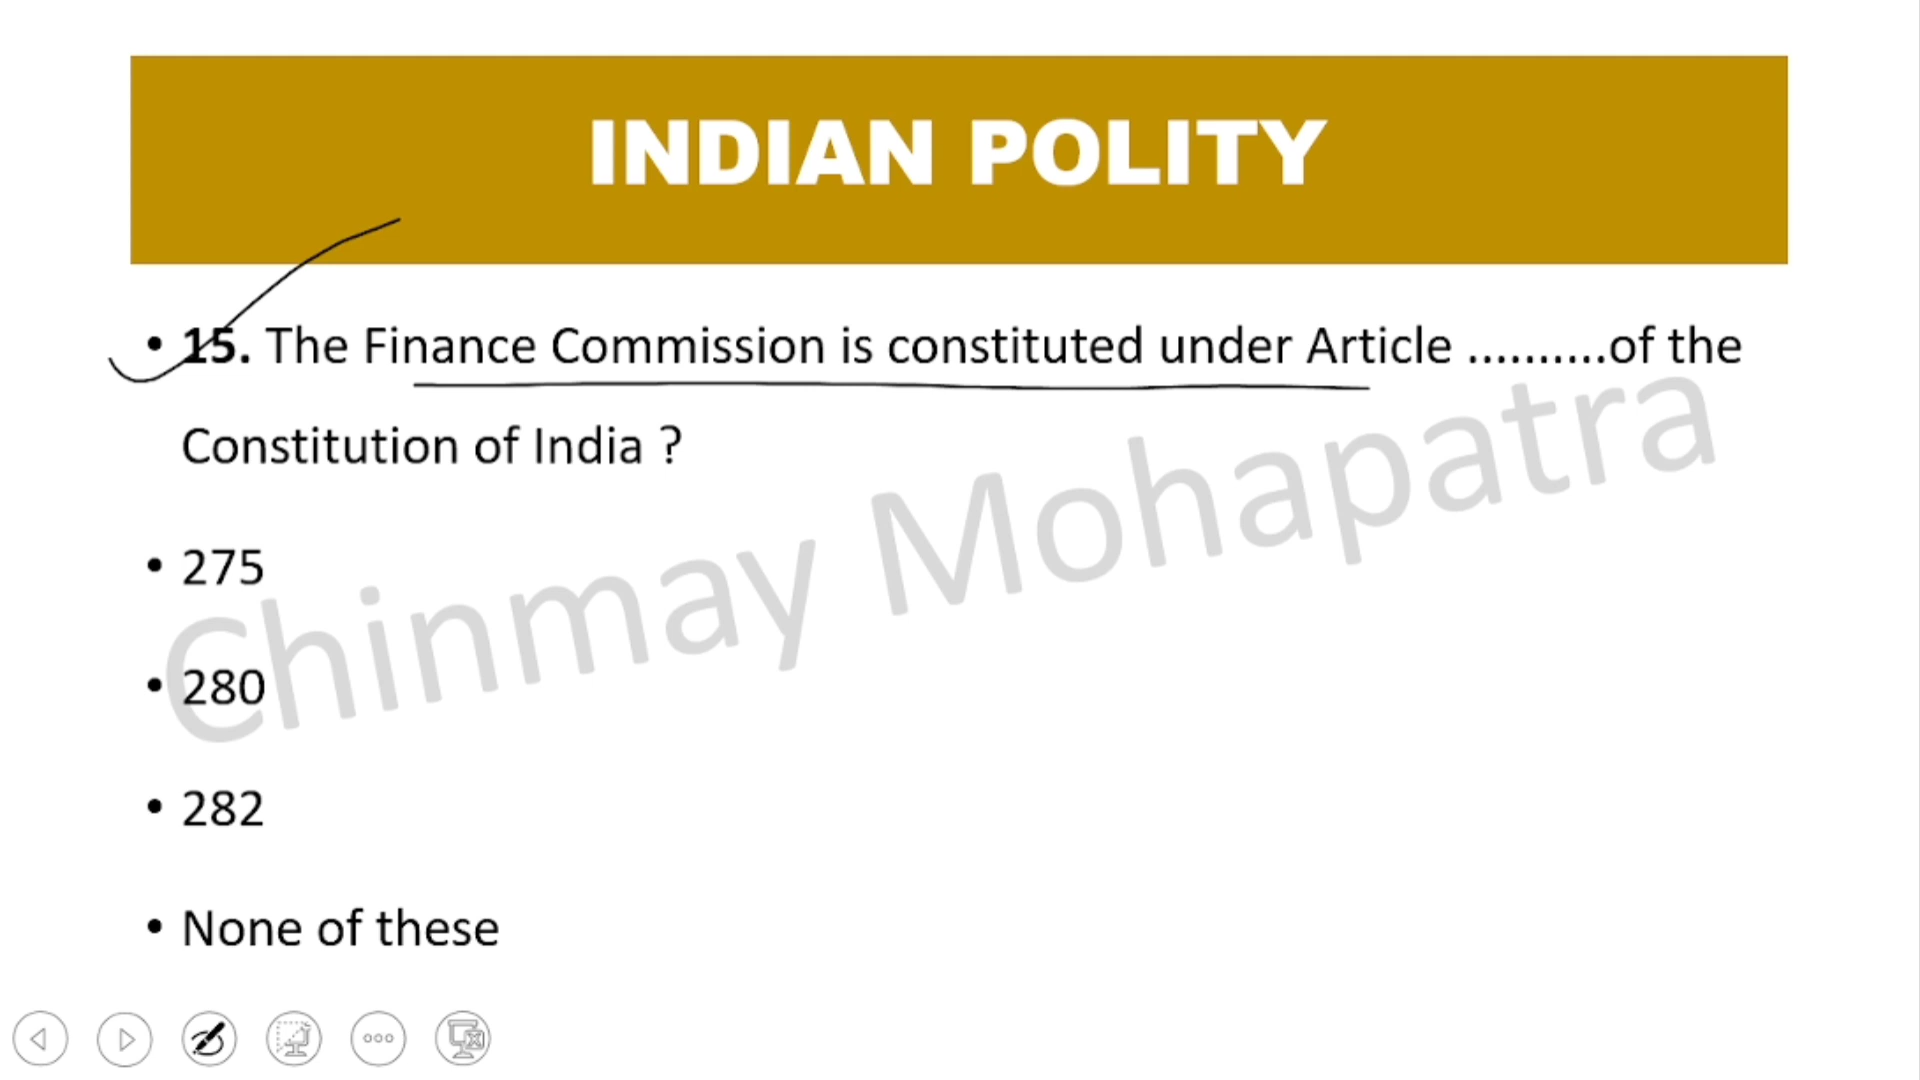 INDIAN POLITY
• 15. The Finance Commission is constituted under Article ..........of the
Constitution of India ?
• 275
• 280
• 282
• None of these
Chinmay Mohapatra